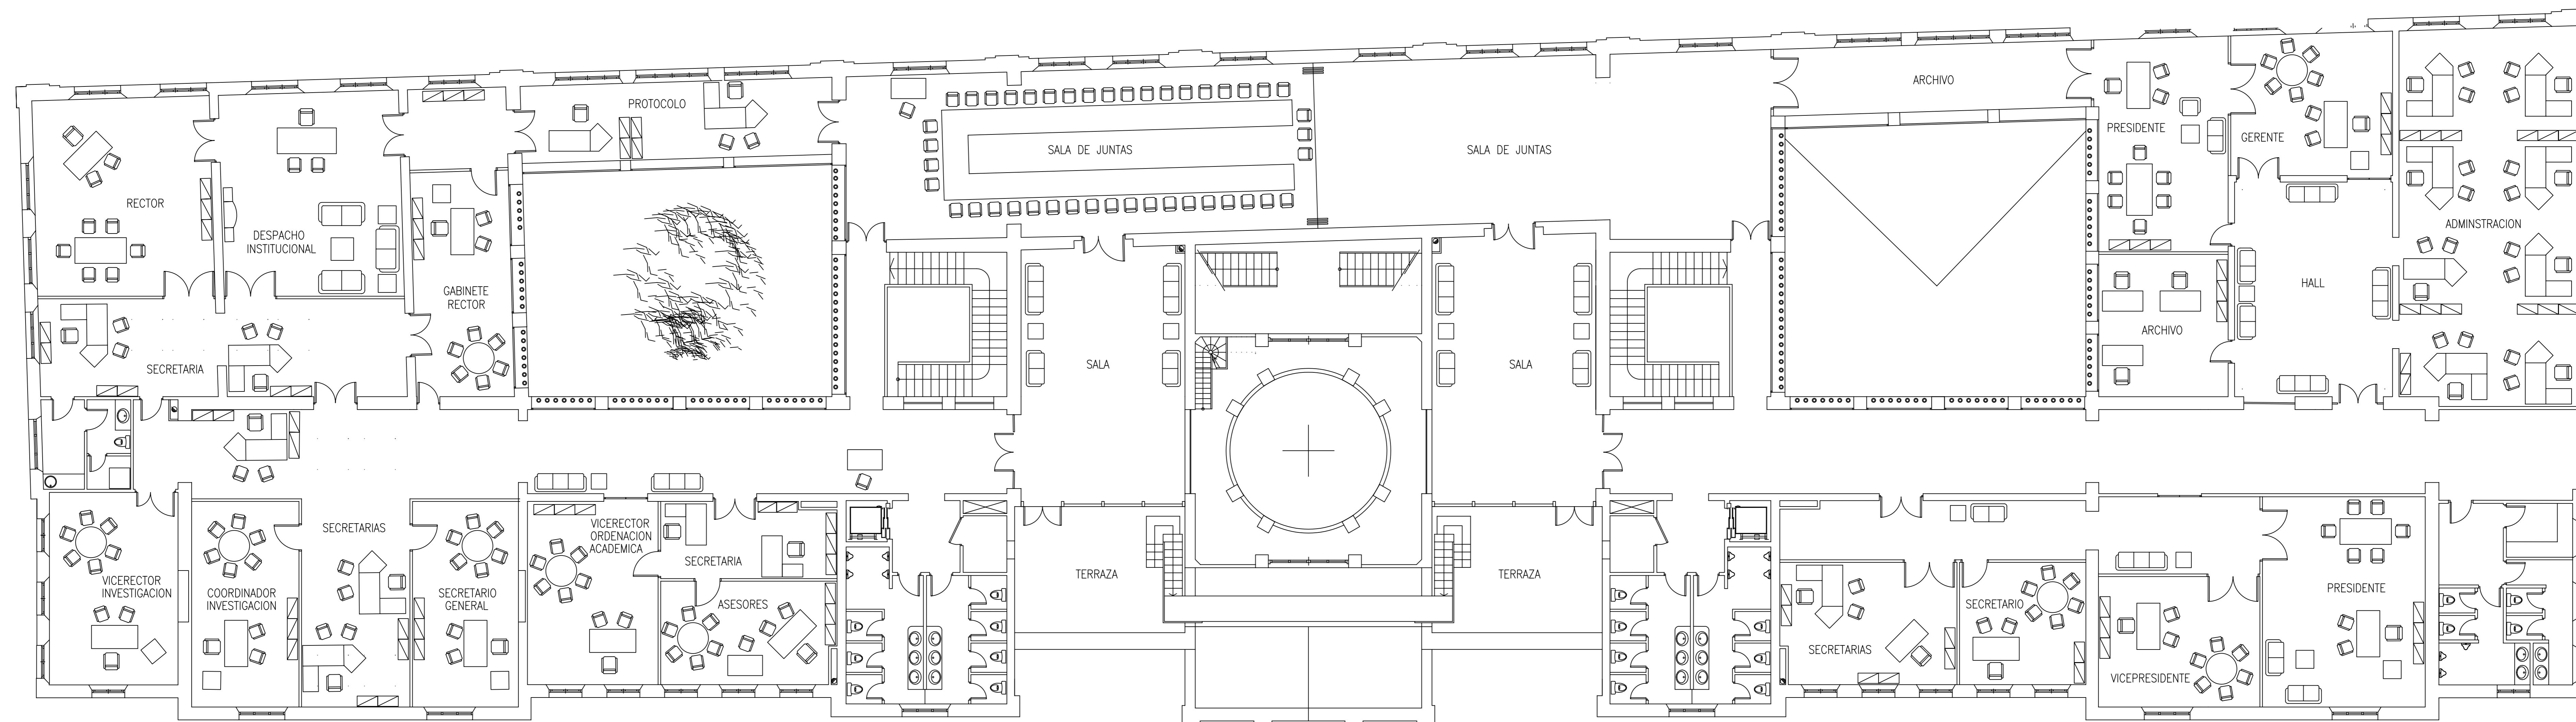 PROTOCOLO
ARCHIVO
PRESIDENTE
GERENTE
SALA DE JUNTAS
SALA DE JUNTAS
RECTOR
DESPACHO
INSTITUCIONAL
ADMINSTRACION
GABINETE
RECTOR
HALL
ARCHIVO
SECRETARIA
SALA
SALA
SECRETARIAS
VICERECTOR
ORDENACION
ACADEMICA
SECRETARIA
VICERECTOR
INVESTIGACION
COORDINADOR
INVESTIGACION
SECRETARIO
GENERAL
ASESORES
TERRAZA
TERRAZA
SECRETARIAS
SECRETARIO
VICEPRESIDENTE
PRESIDENTE